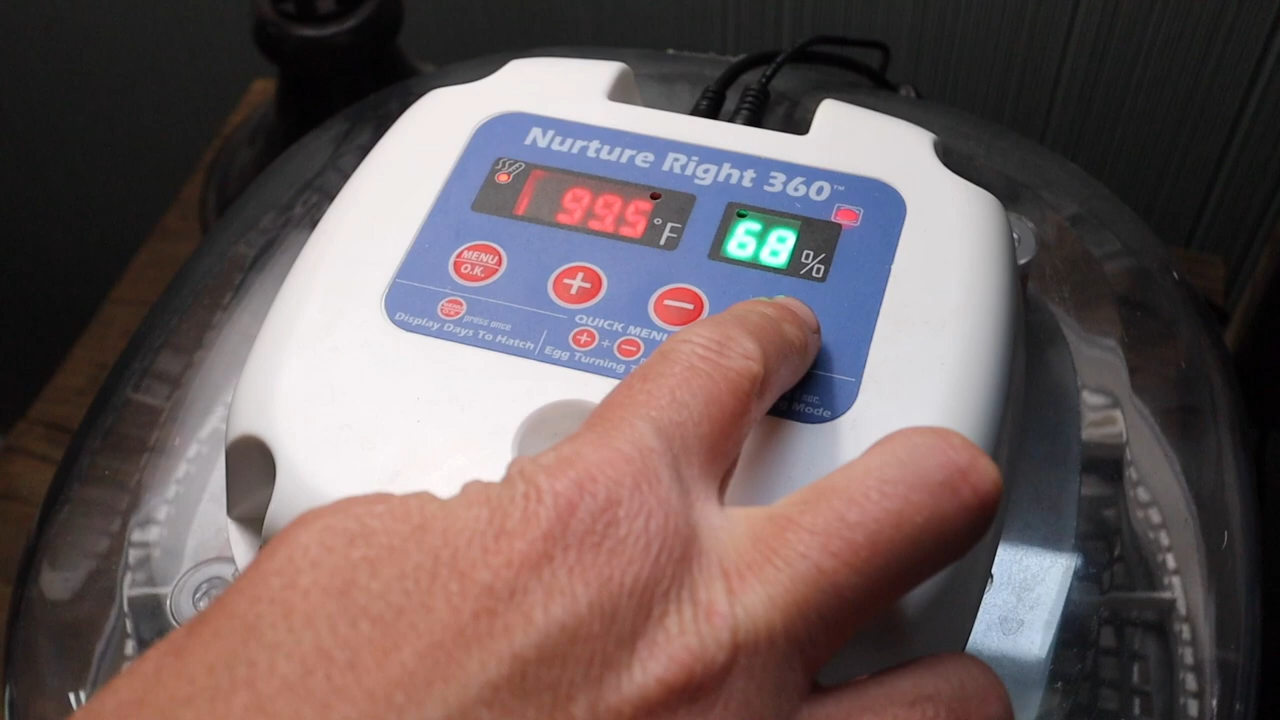 Nurture Right 360™
99.5 °F
68 %
MENU
O.K.
+
−
MENU
O.K.
press once
Display Days To Hatch
QUICK MENU
+ + −
Egg Turning
sec.
Mode